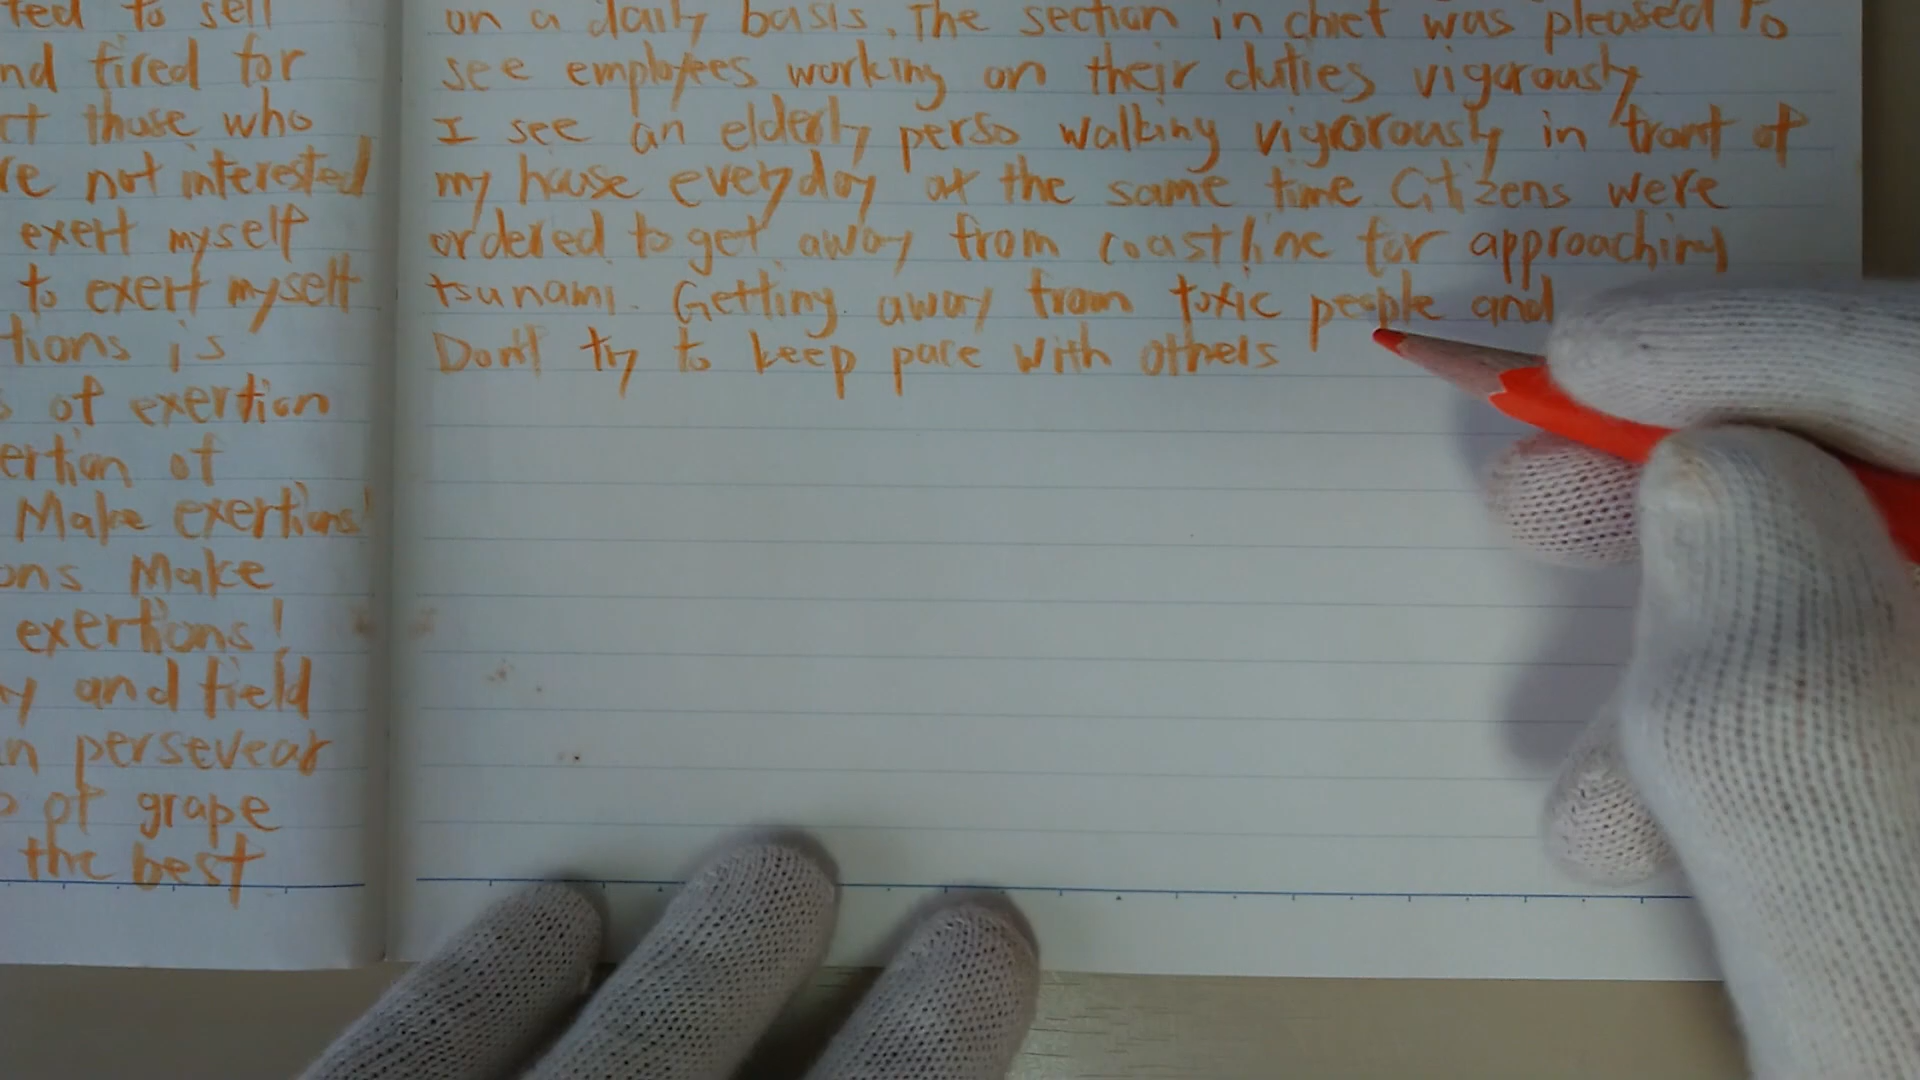 ted to sell
nd fired for
rt those who
re not interested
exert myself
to exert myself
tions is
s of exertion
ertion of
Make exertions!
ons Make
exertions!
y and field
n persevear
o of grape
the best
on a daily basis. The section in chief was pleased to
see employees working on their duties vigorously
I see an elderly perso walking vigorously in front of
my house everyday at the same time Citizens were
ordered to get away from coastline for approaching
tsunami. Getting away from toxic people and
Don't try to keep pace with others